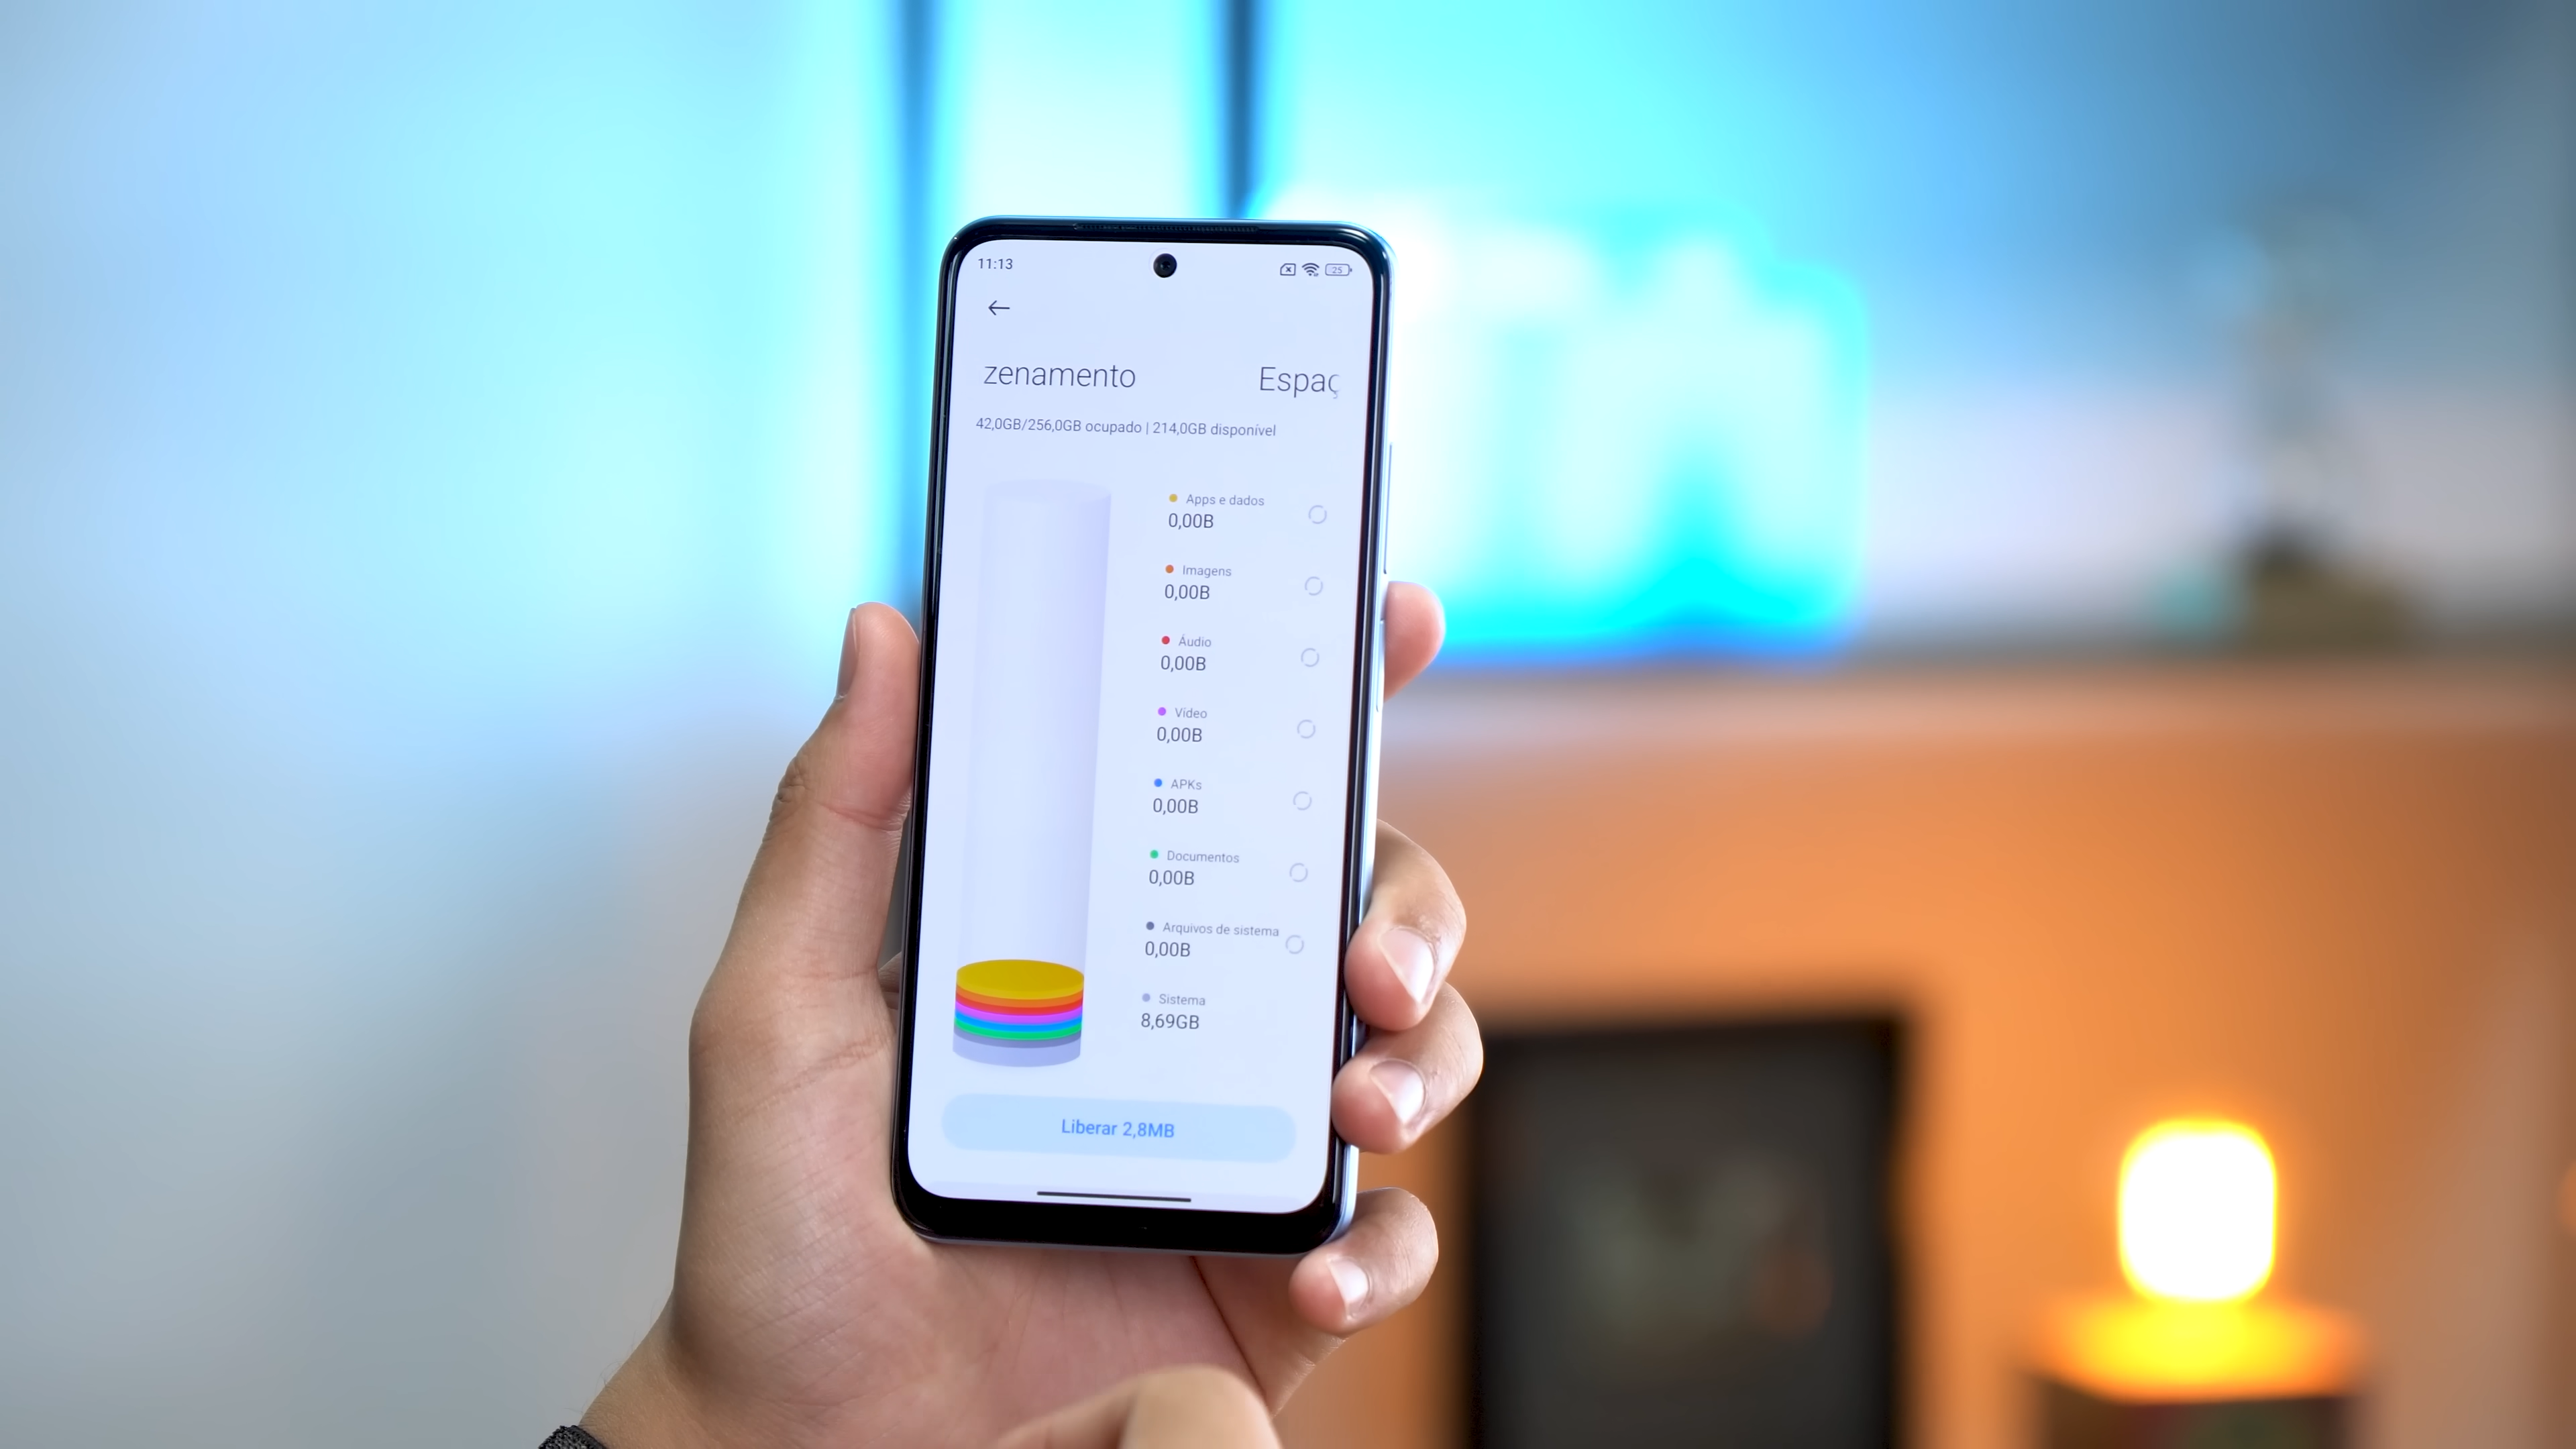 11:13
25
zenamento Espaç
42,0GB/256,0GB ocupado | 214,0GB disponível
Apps e dados
0,00B
Imagens
0,00B
Áudio
0,00B
Vídeo
0,00B
APKs
0,00B
Documentos
0,00B
Arquivos de sistema
0,00B
Sistema
8,69GB
Liberar 2,8MB